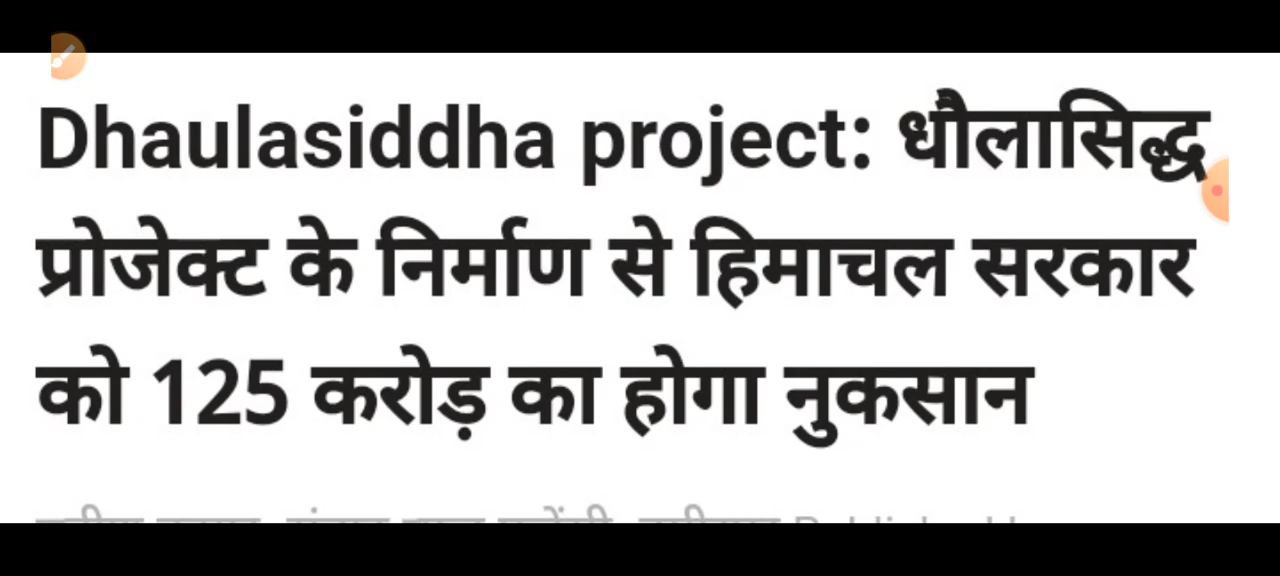 Dhaulasiddha project: धौलासिद्ध
प्रोजेक्ट के निर्माण से हिमाचल सरकार
को 125 करोड़ का होगा नुकसान